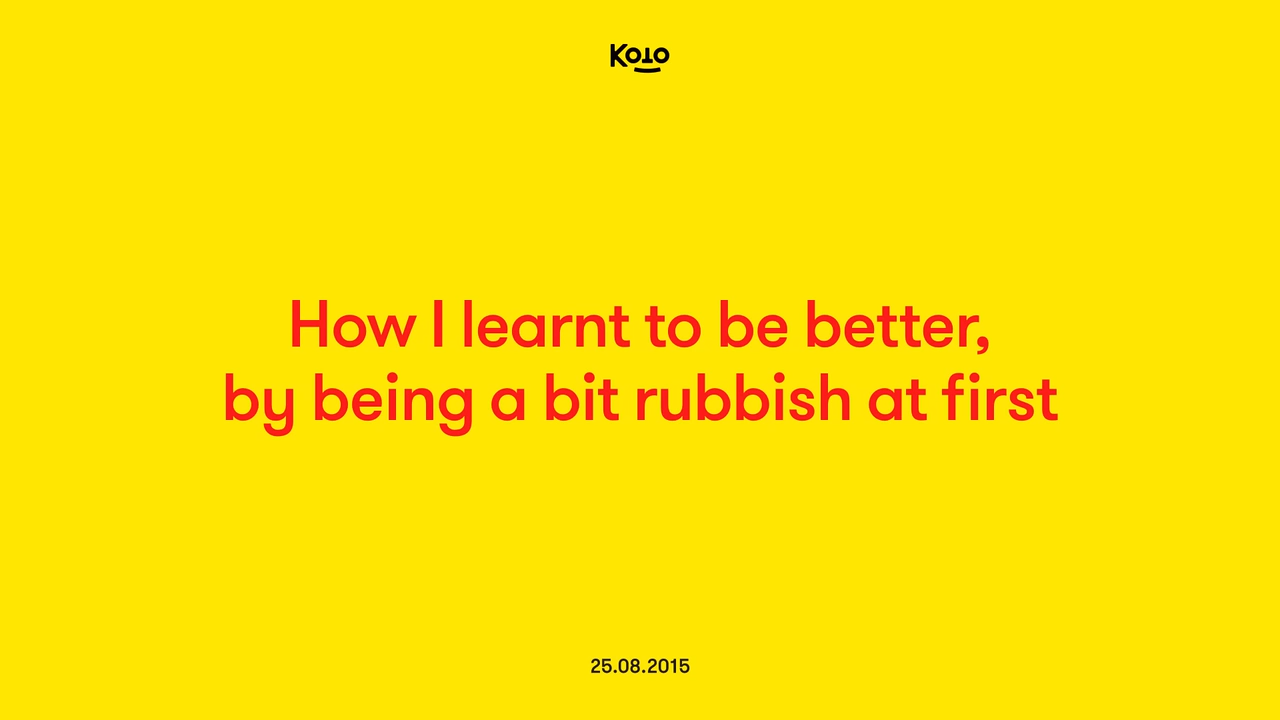 Koto
How I learnt to be better,
by being a bit rubbish at first
25.08.2015